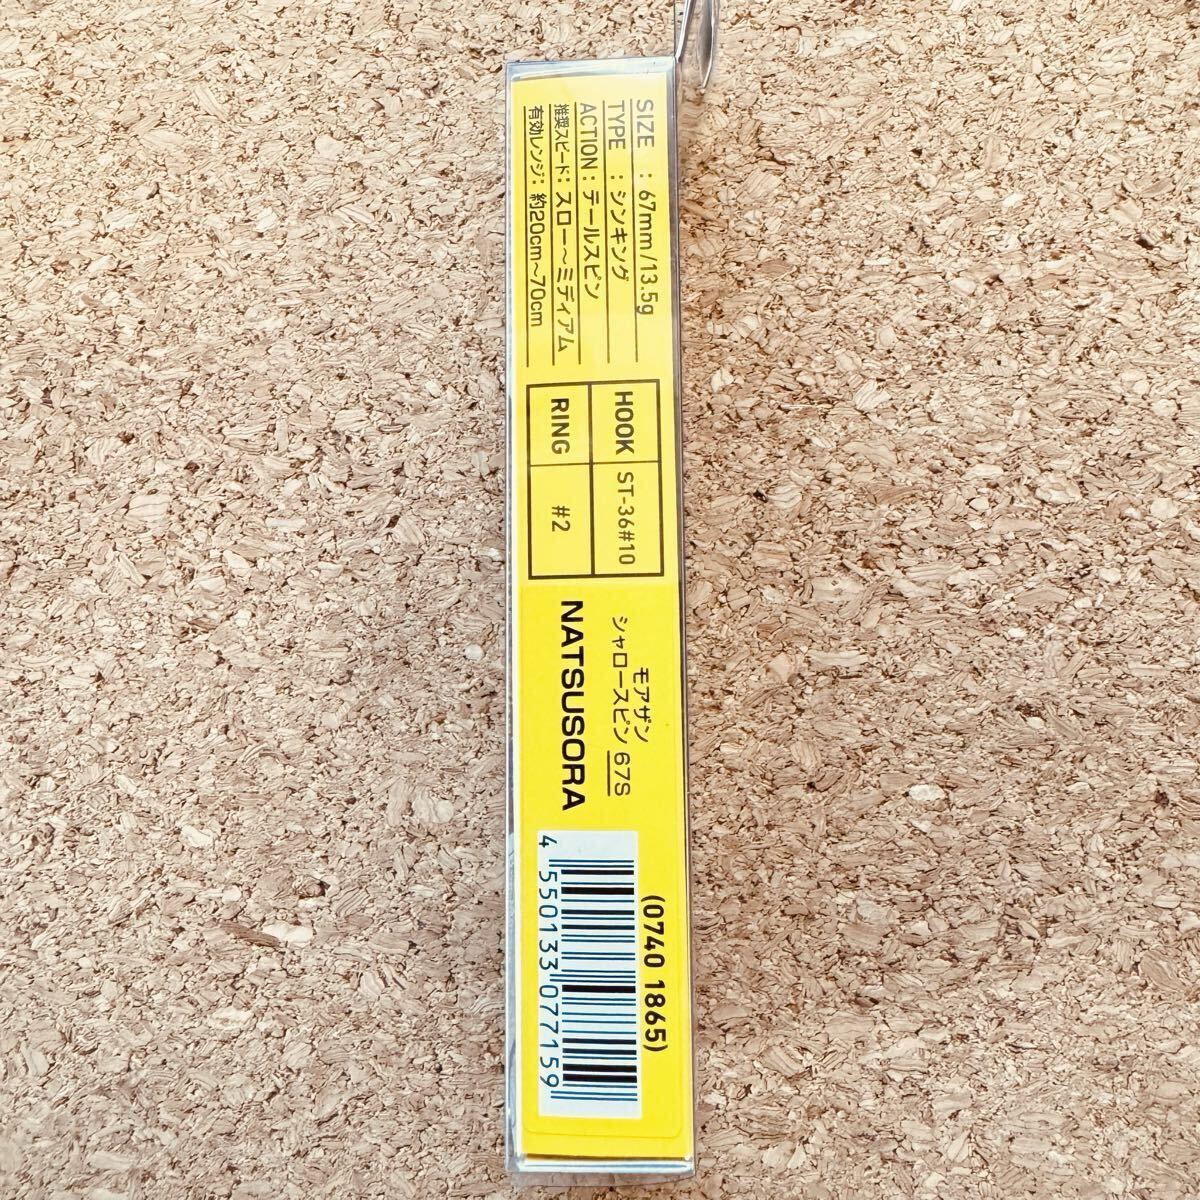 SIZE : 67mm/13.5g
TYPE : シンキング
ACTION : テールスピン
推奨スピード: スロー～ミディアム
有効レンジ: 約20cm～70cm
HOOK ST-36#10
RING #2
モアザン
シャロースピン 67S
NATSUSORA
(0740 1865)
4 550133 077159